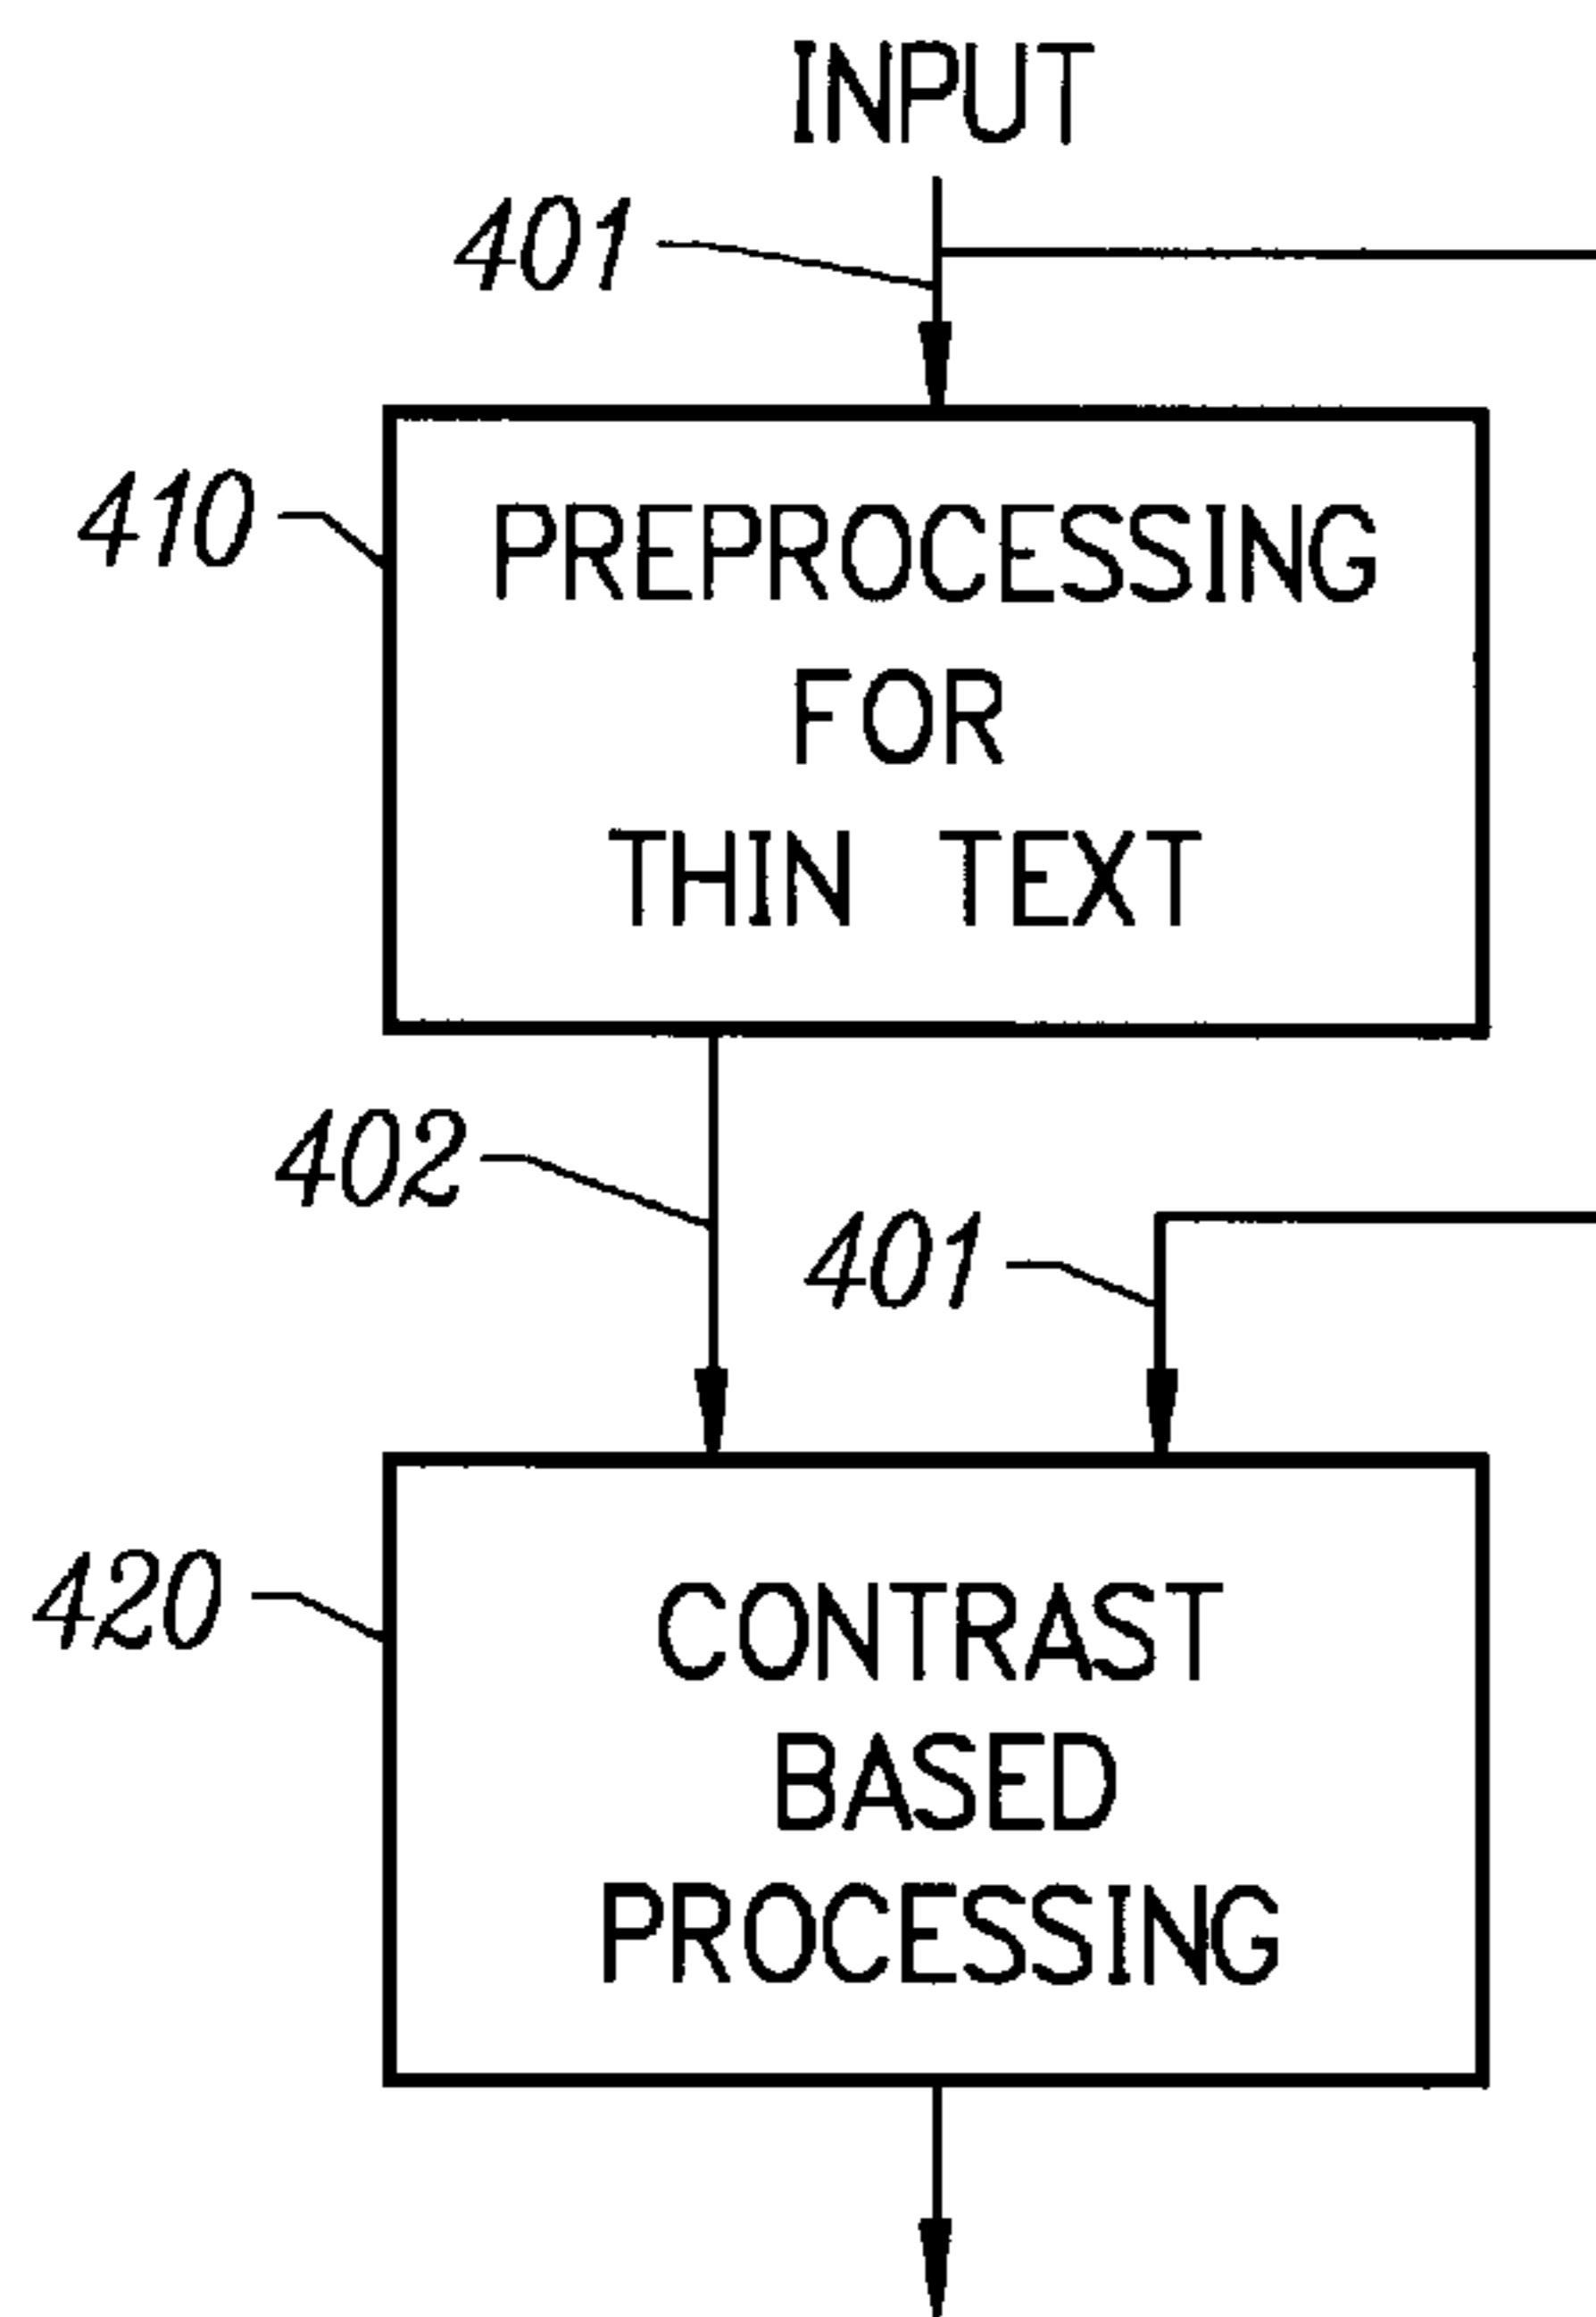 INPUT
401
410
PREPROCESSING
FOR
THIN TEXT
402
401
420
CONTRAST
BASED
PROCESSING